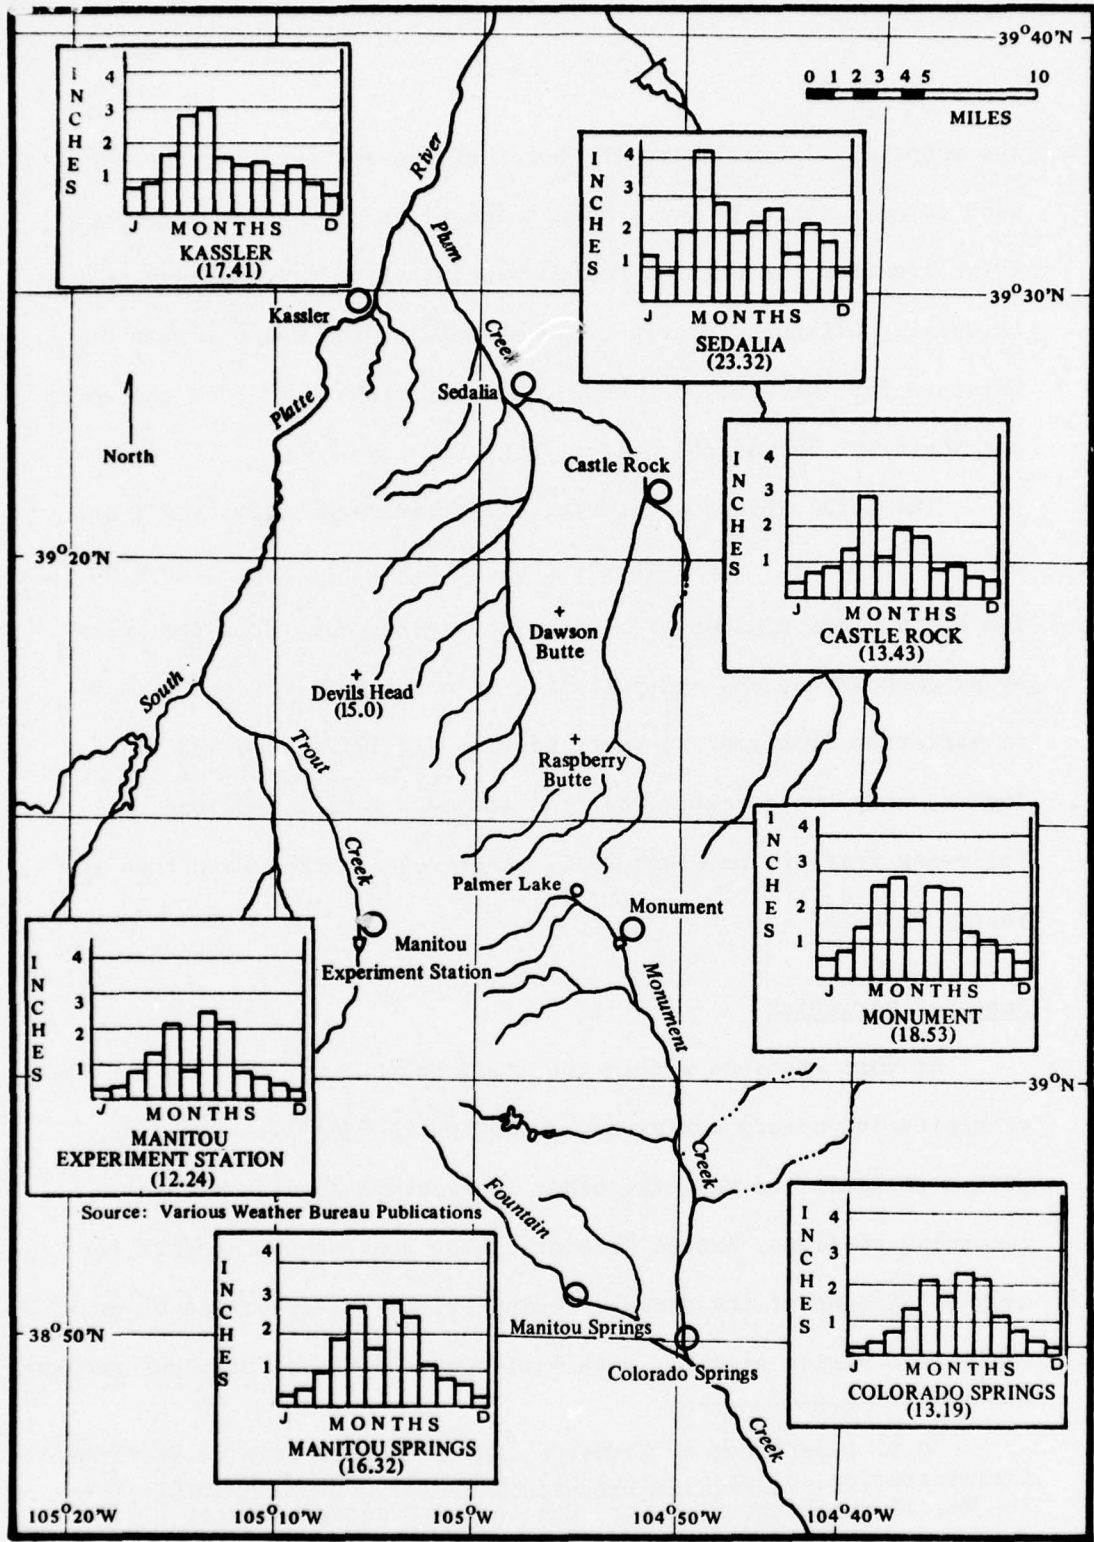 39°40'N
0 1 2 3 4 5 10
MILES
INCHES
4
3
2
1
J MONTHS D
KASSLER
(17.41)
INCHES
4
3
2
1
J MONTHS D
SEDALIA
(23.32)
River
Plum
Creek
39°30'N
Kassler
Sedalia
Platte
North
Castle Rock
INCHES
4
3
2
1
J MONTHS D
CASTLE ROCK
(13.43)
39°20'N
Dawson
Butte
Devils Head
(15.0)
South
Trout
Creek
Raspberry
Butte
INCHES
4
3
2
1
J MONTHS D
MONUMENT
(18.53)
Palmer Lake
Monument
Manitou
Experiment Station
Monument
Creek
INCHES
4
3
2
1
J MONTHS D
MANITOU
EXPERIMENT STATION
(12.24)
39°N
Source: Various Weather Bureau Publications
Fountain
INCHES
4
3
2
1
J MONTHS D
COLORADO SPRINGS
(13.19)
INCHES
4
3
2
1
J MONTHS D
MANITOU SPRINGS
(16.32)
38°50'N
Manitou Springs
Colorado Springs
Creek
105°20'W
105°10'W
105°W
104°50'W
104°40'W